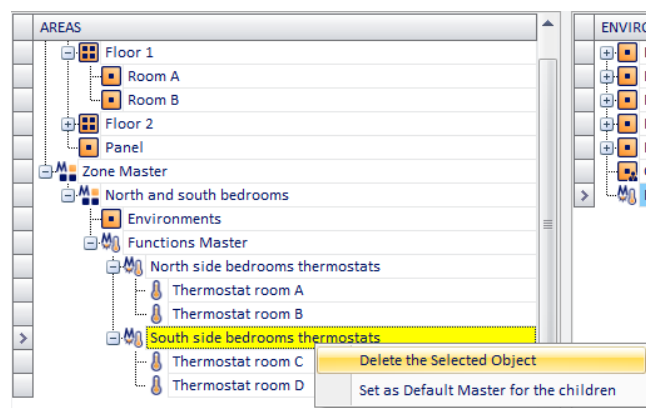 AREAS
ENVIRO
Floor 1
Room A
Room B
Floor 2
Panel
Zone Master
North and south bedrooms
Environments
Functions Master
North side bedrooms thermostats
Thermostat room A
Thermostat room B
South side bedrooms thermostats
Thermostat room C
Delete the Selected Object
Thermostat room D
Set as Default Master for the children